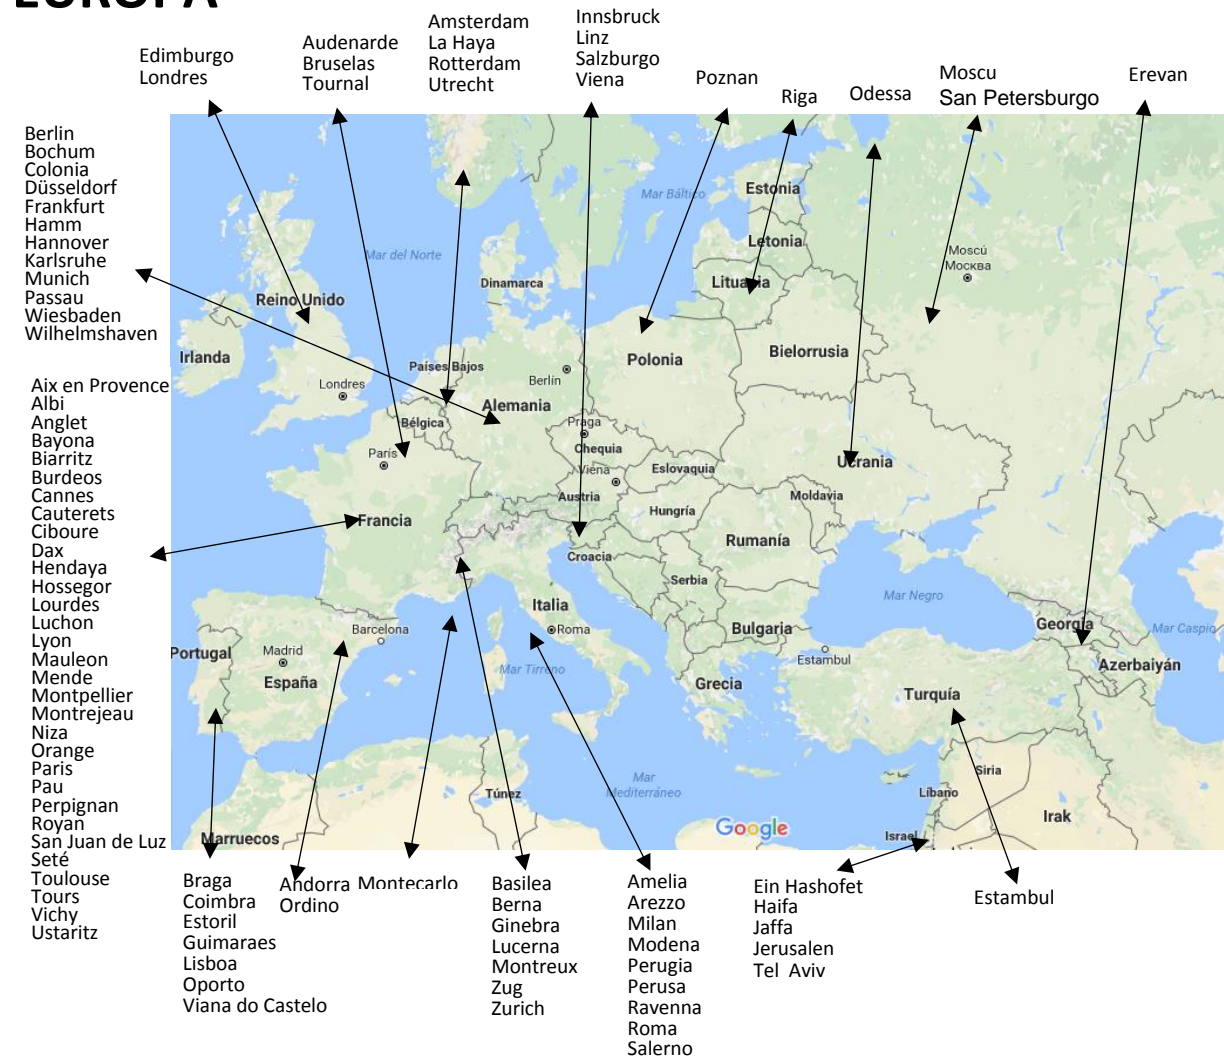 EUROPA
Edimburgo
Londres
Audenarde
Bruselas
Tournal
Amsterdam
La Haya
Rotterdam
Utrecht
Innsbruck
Linz
Salzburgo
Viena
Poznan
Riga
Odessa
Moscu
San Petersburgo
Erevan
Berlin
Bochum
Colonia
Düsseldorf
Frankfurt
Hamm
Hannover
Karlsruhe
Munich
Passau
Wiesbaden
Wilhelmshaven
Aix en Provence
Albi
Anglet
Bayona
Biarritz
Burdeos
Cannes
Cauterets
Ciboure
Dax
Hendaya
Hossegor
Lourdes
Luchon
Lyon
Mauleon
Mende
Montpellier
Montrejeau
Niza
Orange
Paris
Pau
Perpignan
Royan
San Juan de Luz
Seté
Toulouse
Tours
Vichy
Ustaritz
Mar Báltico
Estonia
Letonia
Lituania
Moscú
Москва
Mar del Norte
Dinamarca
Reino Unido
Irlanda
Londres
Países Bajos
Berlín
Polonia
Bielorrusia
Alemania
Bélgica
Praga
Chequia
París
Viena
Eslovaquia
Ucrania
Austria
Moldavia
Hungría
Francia
Rumanía
Croacia
Serbia
Italia
Mar Negro
Roma
Barcelona
Bulgaria
Georgia
Mar Caspio
Portugal
Madrid
España
Mar Tirreno
Estambul
Azerbaiyán
Grecia
Turquía
Túnez
Mar
Mediterráneo
Siria
Líbano
Irak
Google
Israel
Marruecos
Braga
Coimbra
Estoril
Guimaraes
Lisboa
Oporto
Viana do Castelo
Andorra
Ordino
Montecarlo
Basilea
Berna
Ginebra
Lucerna
Montreux
Zug
Zurich
Amelia
Arezzo
Milan
Modena
Perugia
Perusa
Ravenna
Roma
Salerno
Ein Hashofet
Haifa
Jaffa
Jerusalen
Tel  Aviv
Estambul